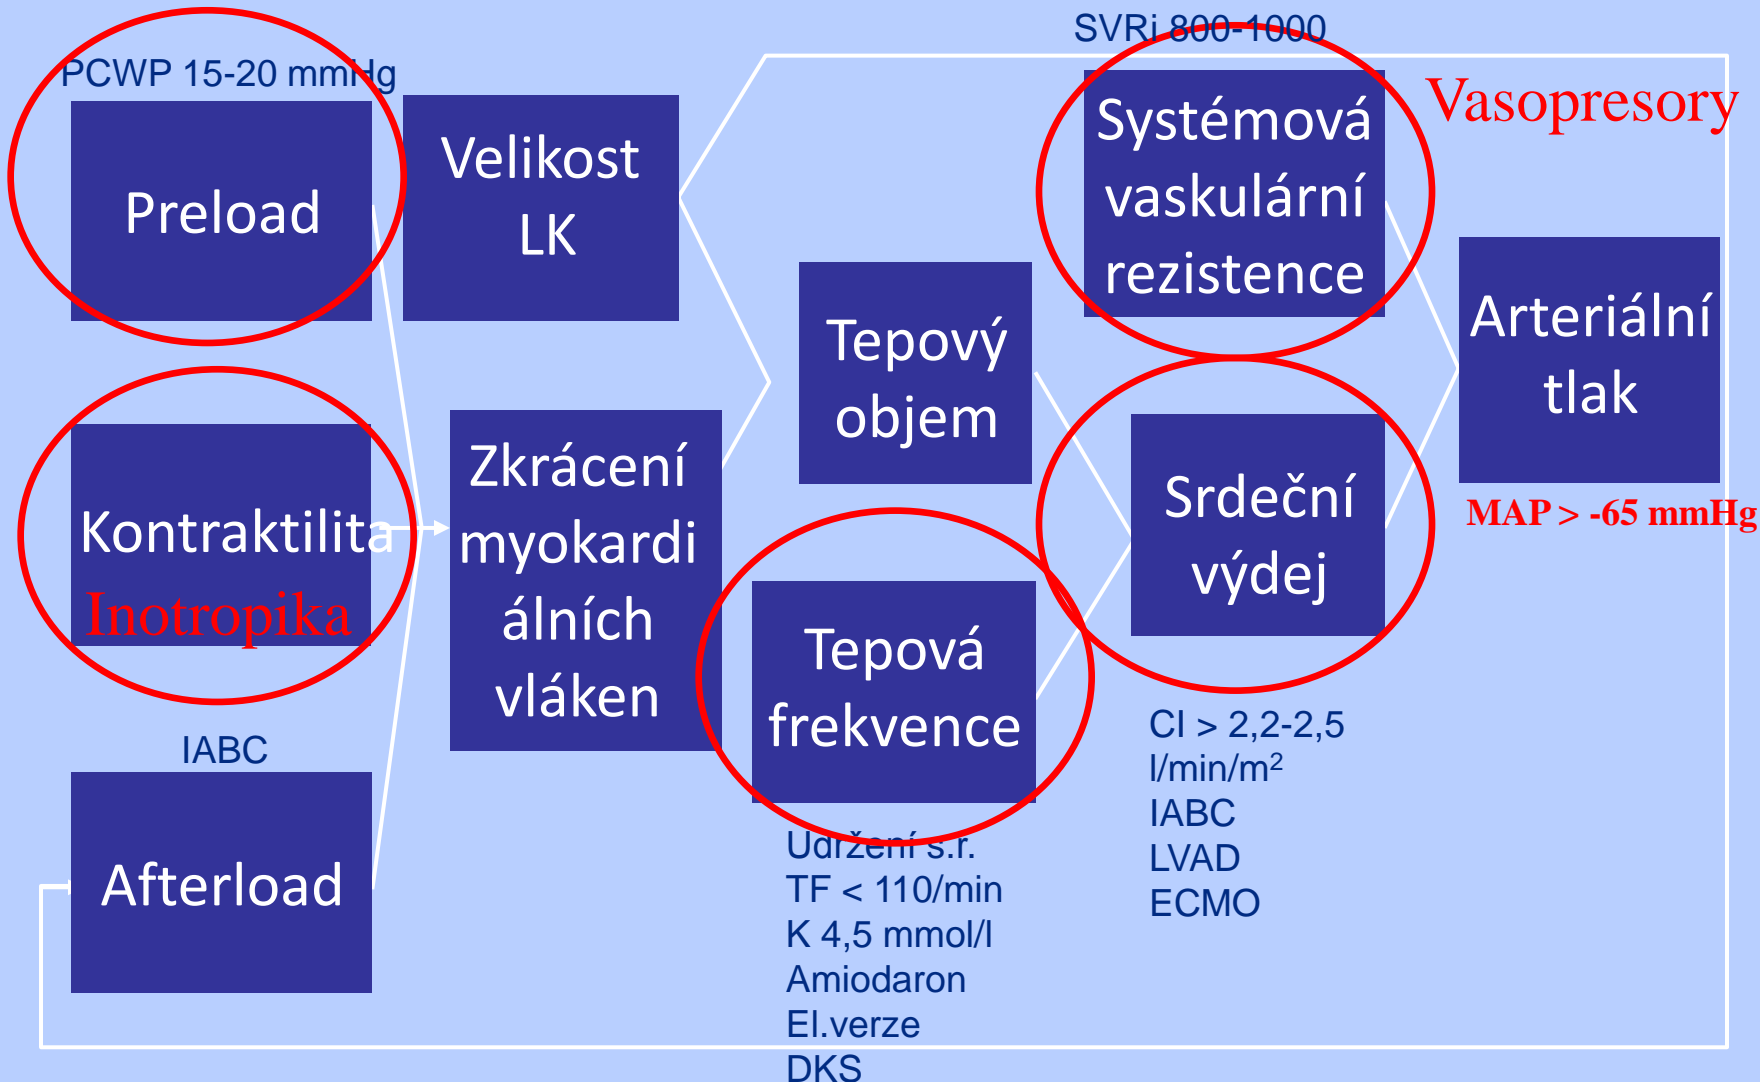 PCWP 15-20 mmHg
Preload
Velikost
LK
SVRi 800-1000
Systémová
vaskulární
rezistence
Vasopresory
Tepový
objem
Arteriální
tlak
MAP > -65 mmHg
Kontraktilita
Inotropika
Zkrácení
myokardi
álních
vláken
Srdeční
výdej
Tepová
frekvence
IABC
Afterload
CI > 2,2-2,5
l/min/m²
IABC
LVAD
ECMO
Udržení s.r.
TF < 110/min
K 4,5 mmol/l
Amiodaron
El.verze
DKS